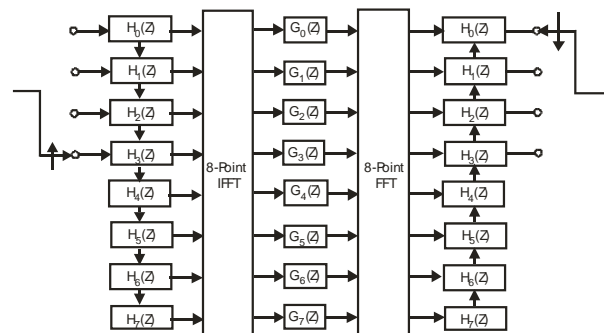 H0(Z) G0(Z) H0(Z)
H1(Z) G1(Z) H1(Z)
H2(Z) G2(Z) H2(Z)
H3(Z) G3(Z) H3(Z)
8-Point IFFT 8-Point FFT
H4(Z) G4(Z) H4(Z)
H5(Z) G5(Z) H5(Z)
H6(Z) G6(Z) H6(Z)
H7(Z) G7(Z) H7(Z)